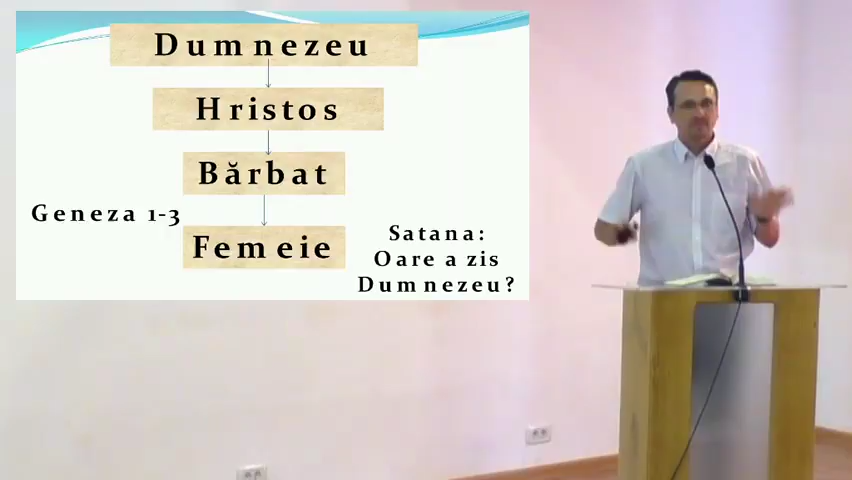 Dumnezeu
Hristos
Bărbat
Geneza 1-3
Femeie
Satana:
Oare a zis
Dumnezeu?